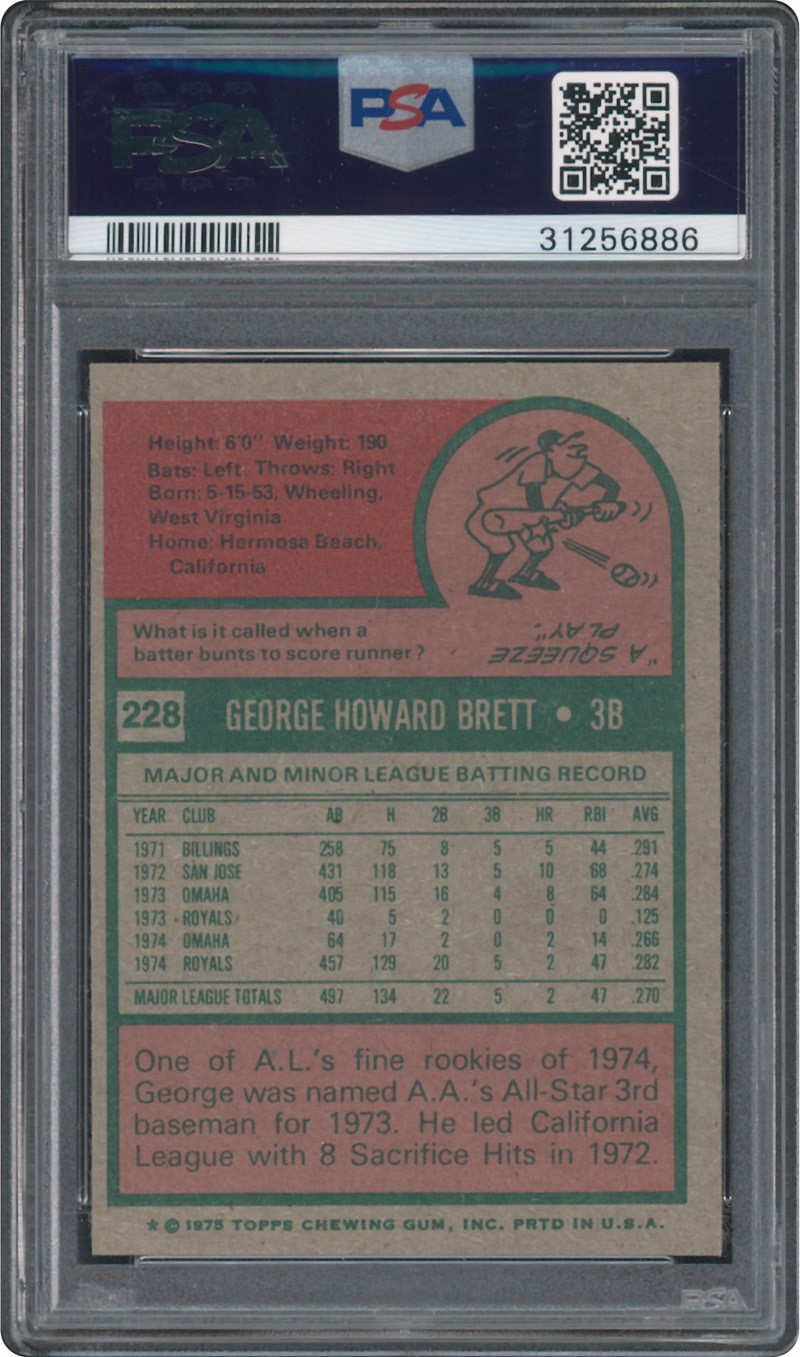 PSA PSA PSA
PSA
PSA PSA PSA
PSA
31256886
Height: 6'0" Weight: 190
Bats: Left Throws: Right
Born: 5-15-53, Wheeling,
West Virginia
Home: Hermosa Beach,
California
What is it called when a
batter bunts to score runner?
"A SQUEEZE
PLAY".
228 GEORGE HOWARD BRETT • 3B
MAJOR AND MINOR LEAGUE BATTING RECORD
YEAR CLUB AB H 2B 3B HR RBI AVG
1971 BILLINGS 258 75 8 5 5 44 .291
1972 SAN JOSE 431 118 13 5 10 68 .274
1973 OMAHA 405 115 16 4 8 64 .284
1973 ROYALS 40 5 2 0 0 0 .125
1974 OMAHA 64 17 2 0 2 14 .266
1974 ROYALS 457 129 20 5 2 47 .282
MAJOR LEAGUE TOTALS 497 134 22 5 2 47 .270
One of A.L.'s fine rookies of 1974,
George was named A.A.'s All-Star 3rd
baseman for 1973. He led California
League with 8 Sacrifice Hits in 1972.
* © 1975 TOPPS CHEWING GUM, INC. PRTD IN U.S.A.
PSA